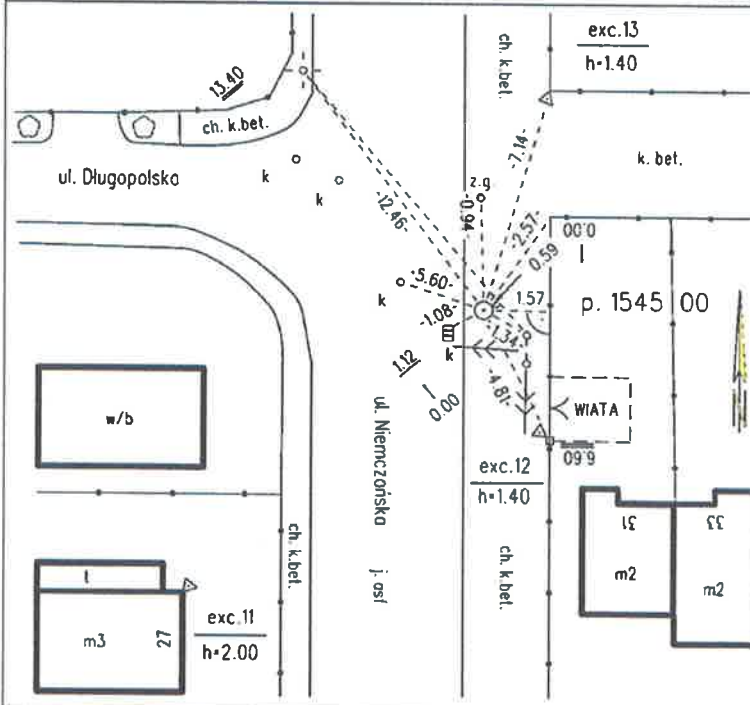 exc.13
h=1.40
ch. k.bet.
13.40
ch. k.bet.
ul. Długopolska
k
k
k. bet.
-7.14-
z.g
-0.94-
-12.46-
-2.57-
0.00
0.59
-5.60-
k
1.57
p. 1545 00
-1.08-
1.34
k
1.12
0.00
-4.81-
WIATA
w/b
ul. Niemczońska j. asf
6.60
exc.12
h=1.40
ch. k.bet.
ch. k.bet.
31
33
m2
m2
t
m3
27
exc.11
h=2.00